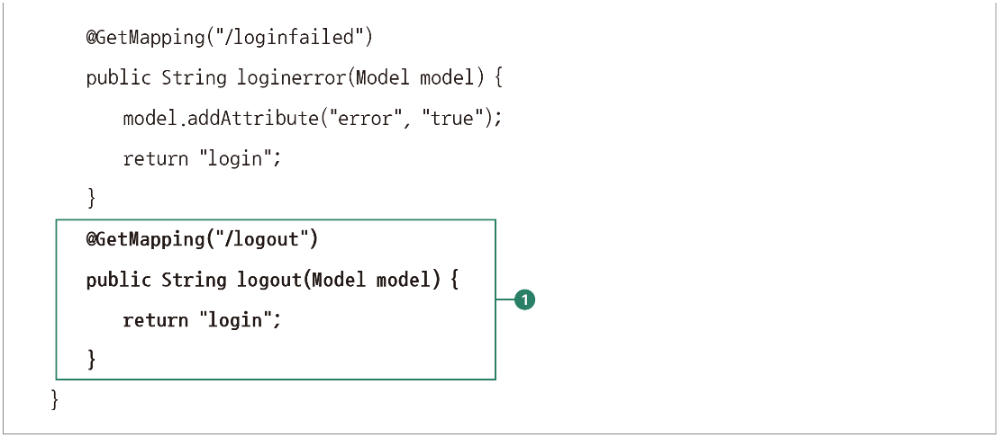 @GetMapping("/loginfailed")
public String loginerror(Model model) {
model.addAttribute("error", "true");
return "login";
}
@GetMapping("/logout")
public String logout(Model model) {
return "login";
}
1
}